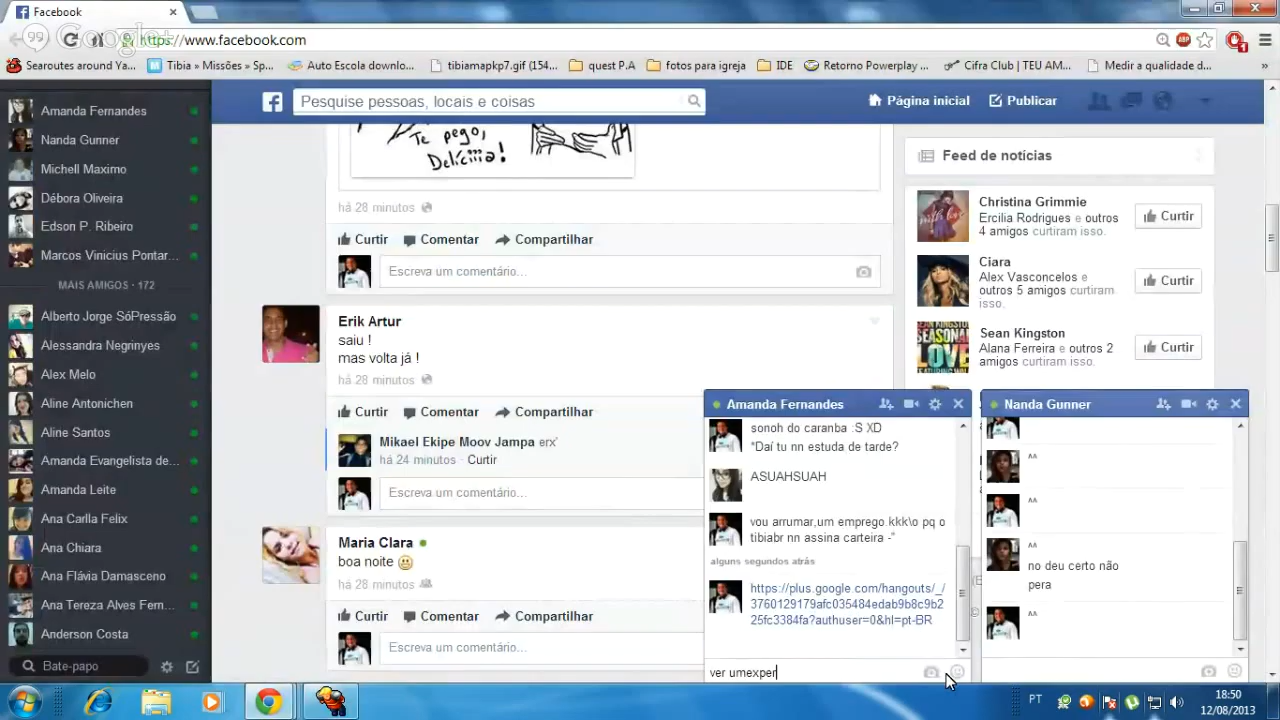 Facebook
Google+
https://www.facebook.com
Searoutes around Ya...
Tibia » Missões » Sp...
Auto Escola downlo...
tibiamapkp7.gif (154...
quest P.A
fotos para imigração
IDE
Retorno Powerplay ...
Cifra Club | TEU AM...
Medir a qualidade d...
Amanda Fernandes
Nanda Gunner
Michell Maximo
Débora Oliveira
Edson P. Ribeiro
Marcos Vinicius Pontar...
MAIS AMIGOS · 172
Alberto Jorge SóPressão
Alessandra Negrinyes
Alex Melo
Aline Antonichen
Aline Santos
Amanda Evangelista de...
Amanda Leite
Ana Carlla Felix
Ana Chiara
Ana Flávia Damasceno
Ana Tereza Alves Fern...
Anderson Costa
Bate-papo
Pesquise pessoas, locais e coisas
Página inicial
Publicar
Te pego,
Delíciiia!
há 28 minutos
Curtir Comentar Compartilhar
Escreva um comentário...
Erik Artur
saiu !
mas volta já !
há 28 minutos
Curtir Comentar Compartilhar
Mikael Ekipe Moov Jampa erx'
há 24 minutos · Curtir
Escreva um comentário...
Maria Clara
boa noite
há 28 minutos
Curtir Comentar Compartilhar
Escreva um comentário...
Feed de notícias
Christina Grimmie
Ercilia Rodrigues e outros
4 amigos curtiram isso.
Curtir
Ciara
Alex Vasconcelos e
outros 5 amigos curtiram
isso.
Curtir
Sean Kingston
Alana Ferreira e outros 2
amigos curtiram isso.
Curtir
Amanda Fernandes
sonoh do caranba :S XD
"Daí tu nn estuda de tarde?
ASUAHSUAH
vou arrumar,um emprego.kkk\o pq o
tibiabr nn assina carteira -"
alguns segundos atrás
https://plus.google.com/hangouts/_/
3760129179afc035484edab9b8c9b2
25fc3384fa?authuser=0&hl=pt-BR
ver umexper
Nanda Gunner
^^
^^
^^
no deu certo não
pera
^^
PT
18:50
12/08/2013